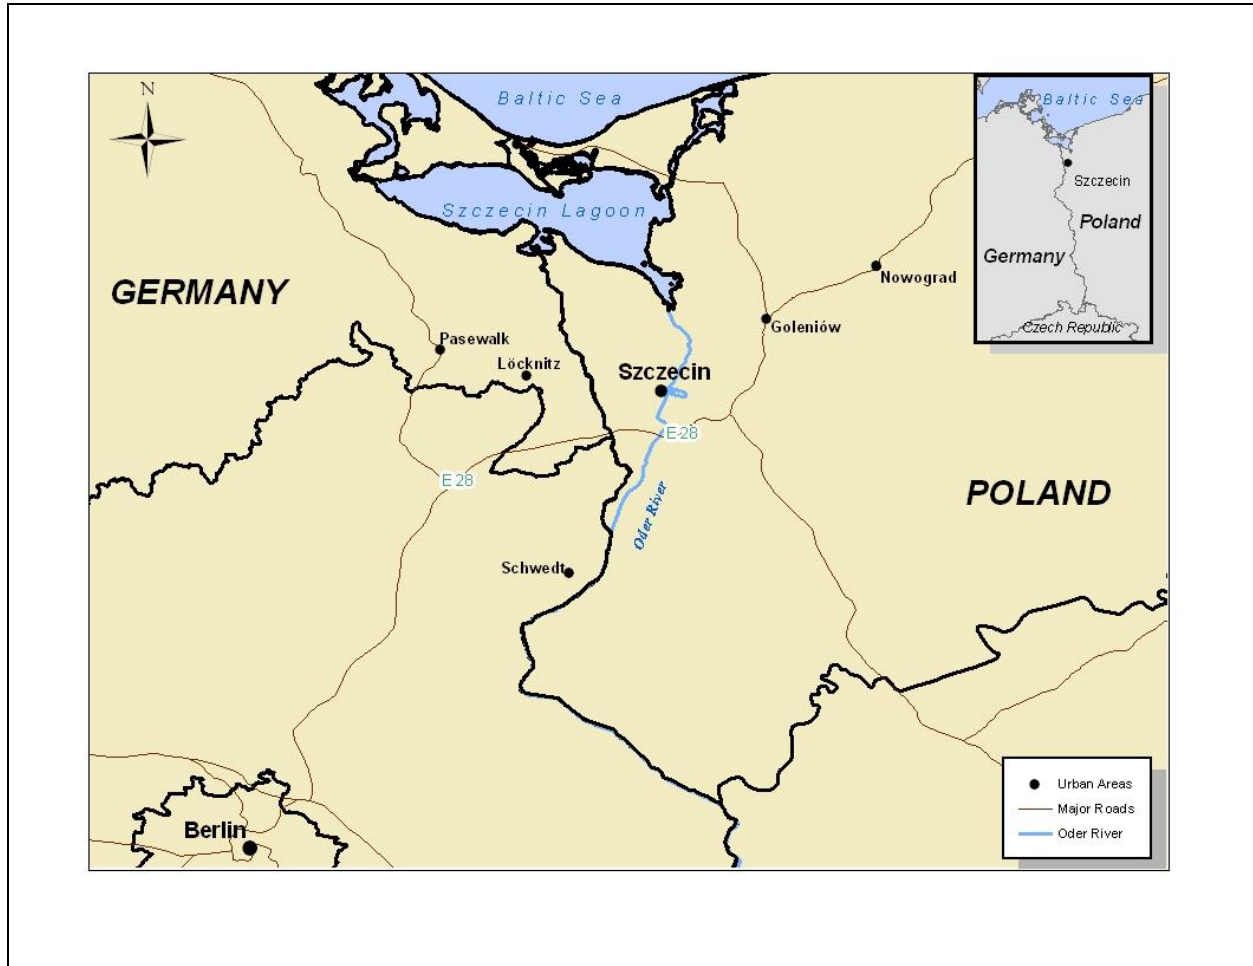 N
Baltic Sea
Baltic Sea
Szczecin
Poland
Germany
Czech Republic
Szczecin Lagoon
GERMANY
Nowograd
Goleniów
Pasewalk
Löcknitz
Szczecin
E-28
E 28
POLAND
Oder River
Schwedt
Berlin
Urban Areas
Major Roads
Oder River